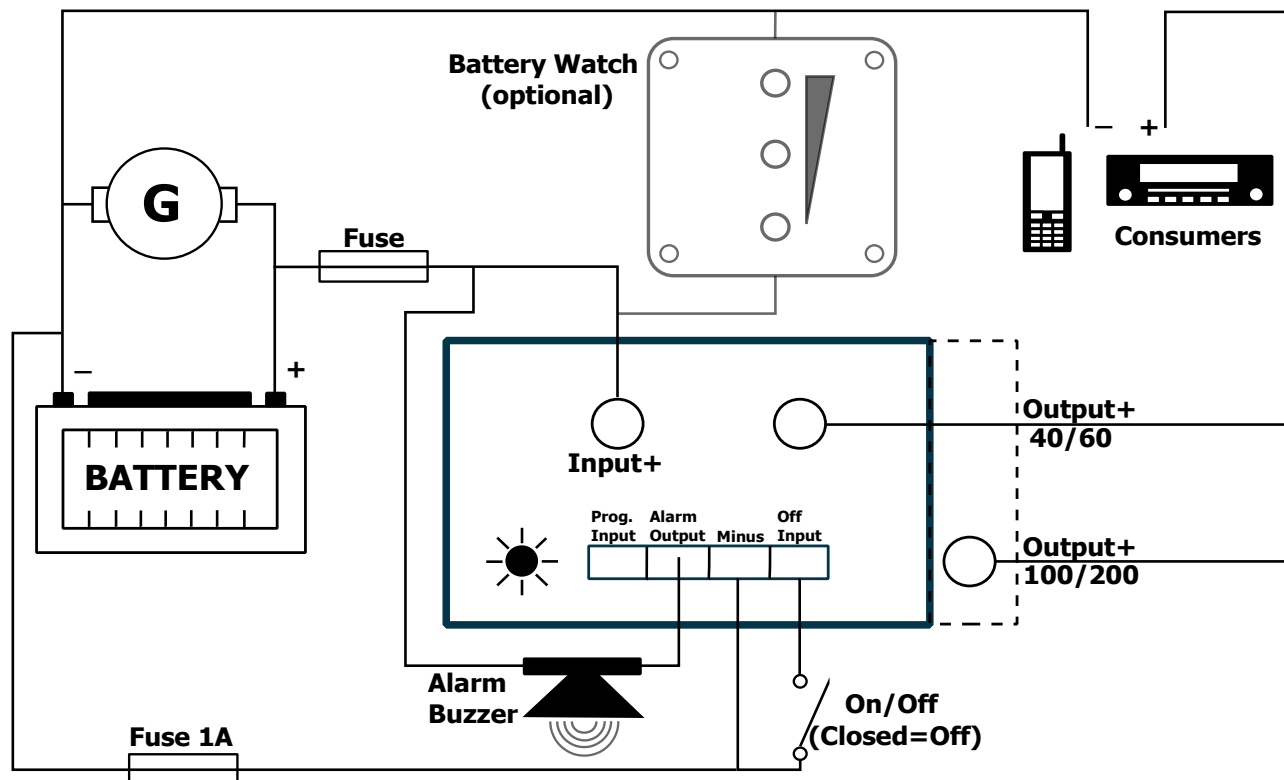 Battery Watch
(optional)
– +
G
Fuse
Consumers
– +
BATTERY
Input+
Output+
40/60
Prog.
Input
Alarm
Output
Minus
Off
Input
Output+
100/200
Alarm
Buzzer
On/Off
(Closed=Off)
Fuse 1A